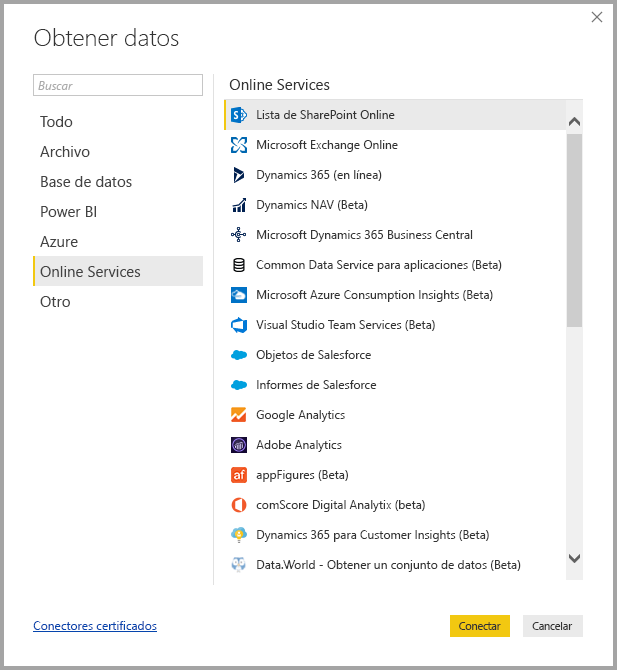 Obtener datos
Buscar
Todo
Archivo
Base de datos
Power BI
Azure
Online Services
Otro
Online Services
Lista de SharePoint Online
Microsoft Exchange Online
Dynamics 365 (en línea)
Dynamics NAV (Beta)
Microsoft Dynamics 365 Business Central
Common Data Service para aplicaciones (Beta)
Microsoft Azure Consumption Insights (Beta)
Visual Studio Team Services (Beta)
Objetos de Salesforce
Informes de Salesforce
Google Analytics
Adobe Analytics
appFigures (Beta)
comScore Digital Analytix (beta)
Dynamics 365 para Customer Insights (Beta)
Data.World - Obtener un conjunto de datos (Beta)
Conectores certificados
Conectar
Cancelar